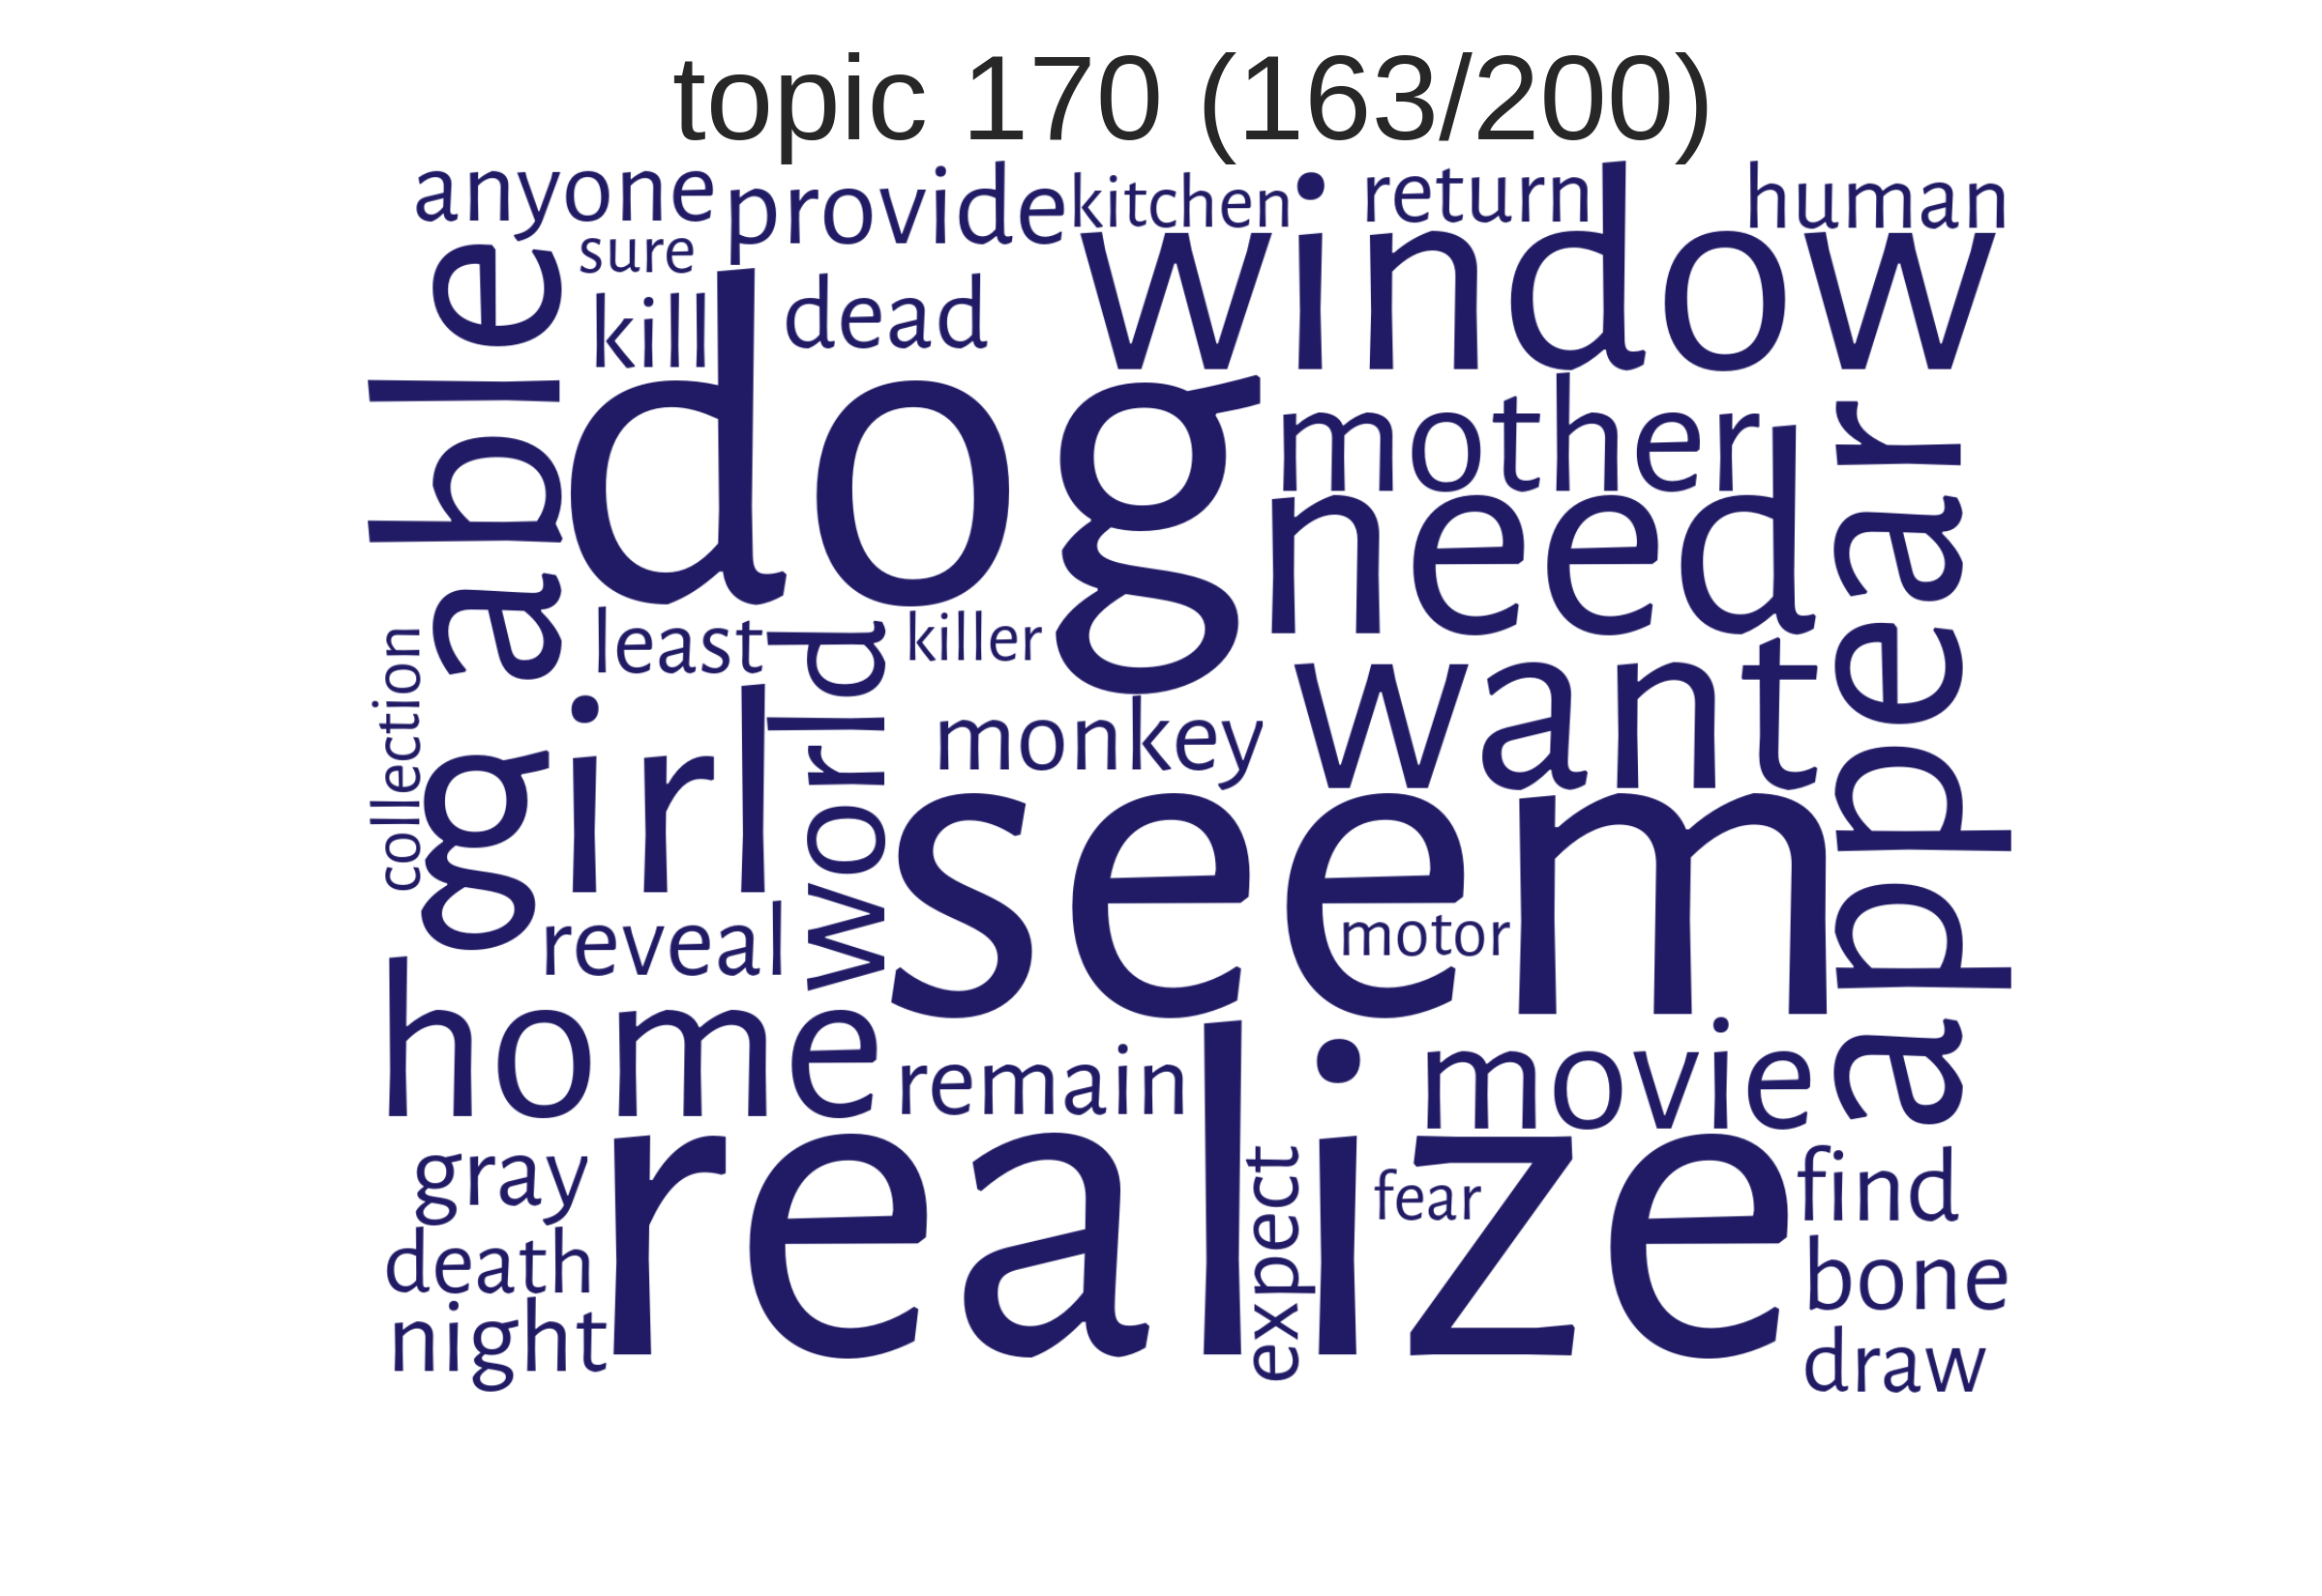 topic 170 (163/200)
anyone provide kitchen return human
sure
window
able
kill
dead
dog
mother
need
appear
least
killer
collection
world
want
girl
monkey
seem
reveal
motor
home
remain
movie
realize
gray
expect
fear
find
death
bone
night
draw